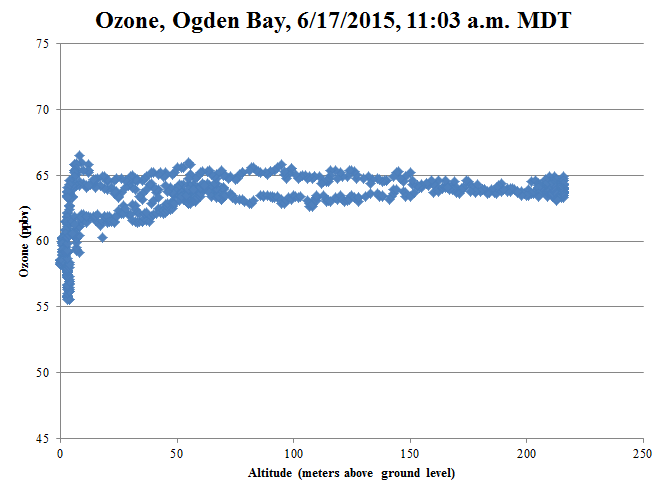 Ozone, Ogden Bay, 6/17/2015, 11:03 a.m. MDT
75
70
65
60
55
50
45
Ozone (ppbv)
0 50 100 150 200 250
Altitude (meters above ground level)